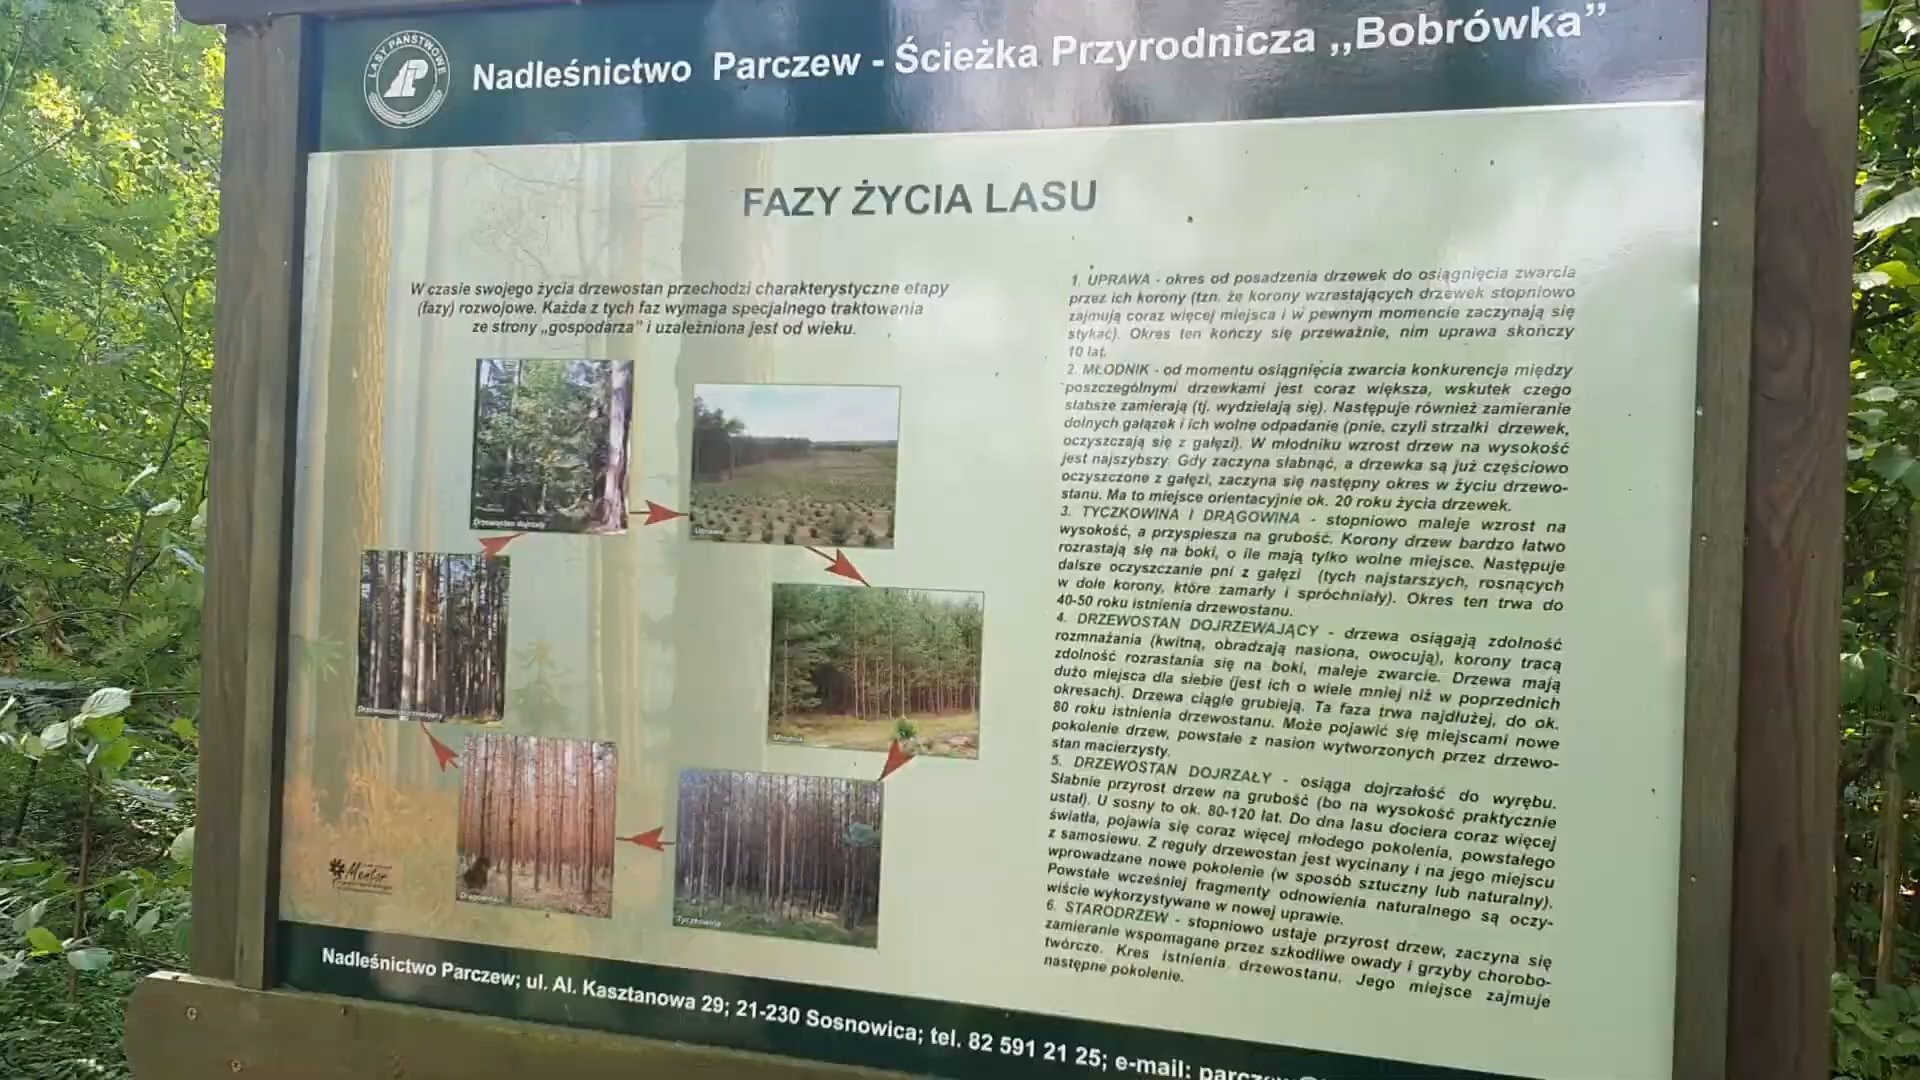 LASY PAŃSTWOWE
Nadleśnictwo Parczew - Ścieżka Przyrodnicza ,,Bobrówka”
FAZY ŻYCIA LASU
W czasie swojego życia drzewostan przechodzi charakterystyczne etapy
(fazy) rozwojowe. Każda z tych faz wymaga specjalnego traktowania
ze strony „gospodarza” i uzależniona jest od wieku.
Drzewostan dojrzały
Uprawa
Młodnik
Tyczkowina
Mentor
1. UPRAWA - okres od posadzenia drzewek do osiągnięcia zwarcia
przez ich korony (tzn. że korony wzrastających drzewek stopniowo
zajmują coraz więcej miejsca i w pewnym momencie zaczynają się
stykać). Okres ten kończy się przeważnie, nim uprawa skończy
10 lat.
2. MŁODNIK - od momentu osiągnięcia zwarcia konkurencja między
poszczególnymi drzewkami jest coraz większa, wskutek czego
słabsze zamierają (tj. wydzielają się). Następuje również zamieranie
dolnych gałązek i ich wolne odpadanie (pnie, czyli strzałki drzewek,
oczyszczają się z gałęzi). W młodniku wzrost drzew na wysokość
jest najszybszy. Gdy zaczyna słabnąć, a drzewka są już częściowo
oczyszczone z gałęzi, zaczyna się następny okres w życiu drzewo-
stanu. Ma to miejsce orientacyjnie ok. 20 roku życia drzewek.
3. TYCZKOWINA I DRĄGOWINA - stopniowo maleje wzrost na
wysokość, a przyspiesza na grubość. Korony drzew bardzo łatwo
rozrastają się na boki, o ile mają tylko wolne miejsce. Następuje
dalsze oczyszczanie pni z gałęzi (tych najstarszych, rosnących
w dole korony, które zamarły i spróchniały). Okres ten trwa do
40-50 roku istnienia drzewostanu.
4. DRZEWOSTAN DOJRZEWAJĄCY - drzewa osiągają zdolność
rozmnażania (kwitną, obradzają nasiona, owocują), korony tracą
zdolność rozrastania się na boki, maleje zwarcie. Drzewa mają
dużo miejsca dla siebie (jest ich o wiele mniej niż w poprzednich
okresach). Drzewa ciągle grubieją. Ta faza trwa najdłużej, do ok.
80 roku istnienia drzewostanu. Może pojawić się miejscami nowe
pokolenie drzew, powstałe z nasion wytworzonych przez drzewo-
stan macierzysty.
5. DRZEWOSTAN DOJRZAŁY - osiąga dojrzałość do wyrębu.
Słabnie przyrost drzew na grubość (bo na wysokość praktycznie
ustał). U sosny to ok. 80-120 lat. Do dna lasu dociera coraz więcej
światła, pojawia się coraz więcej młodego pokolenia, powstałego
z samosiewu. Z reguły drzewostan jest wycinany i na jego miejscu
wprowadzane nowe pokolenie (w sposób sztuczny lub naturalny).
Powstałe wcześniej fragmenty odnowienia naturalnego są oczy-
wiście wykorzystywane w nowej uprawie.
6. STARODRZEW - stopniowo ustaje przyrost drzew, zaczyna się
zamieranie wspomagane przez szkodliwe owady i grzyby chorobo-
twórcze. Kres istnienia drzewostanu. Jego miejsce zajmuje
następne pokolenie.
Nadleśnictwo Parczew; ul. Al. Kasztanowa 29; 21-230 Sosnowica; tel. 82 591 21 25; e-mail: